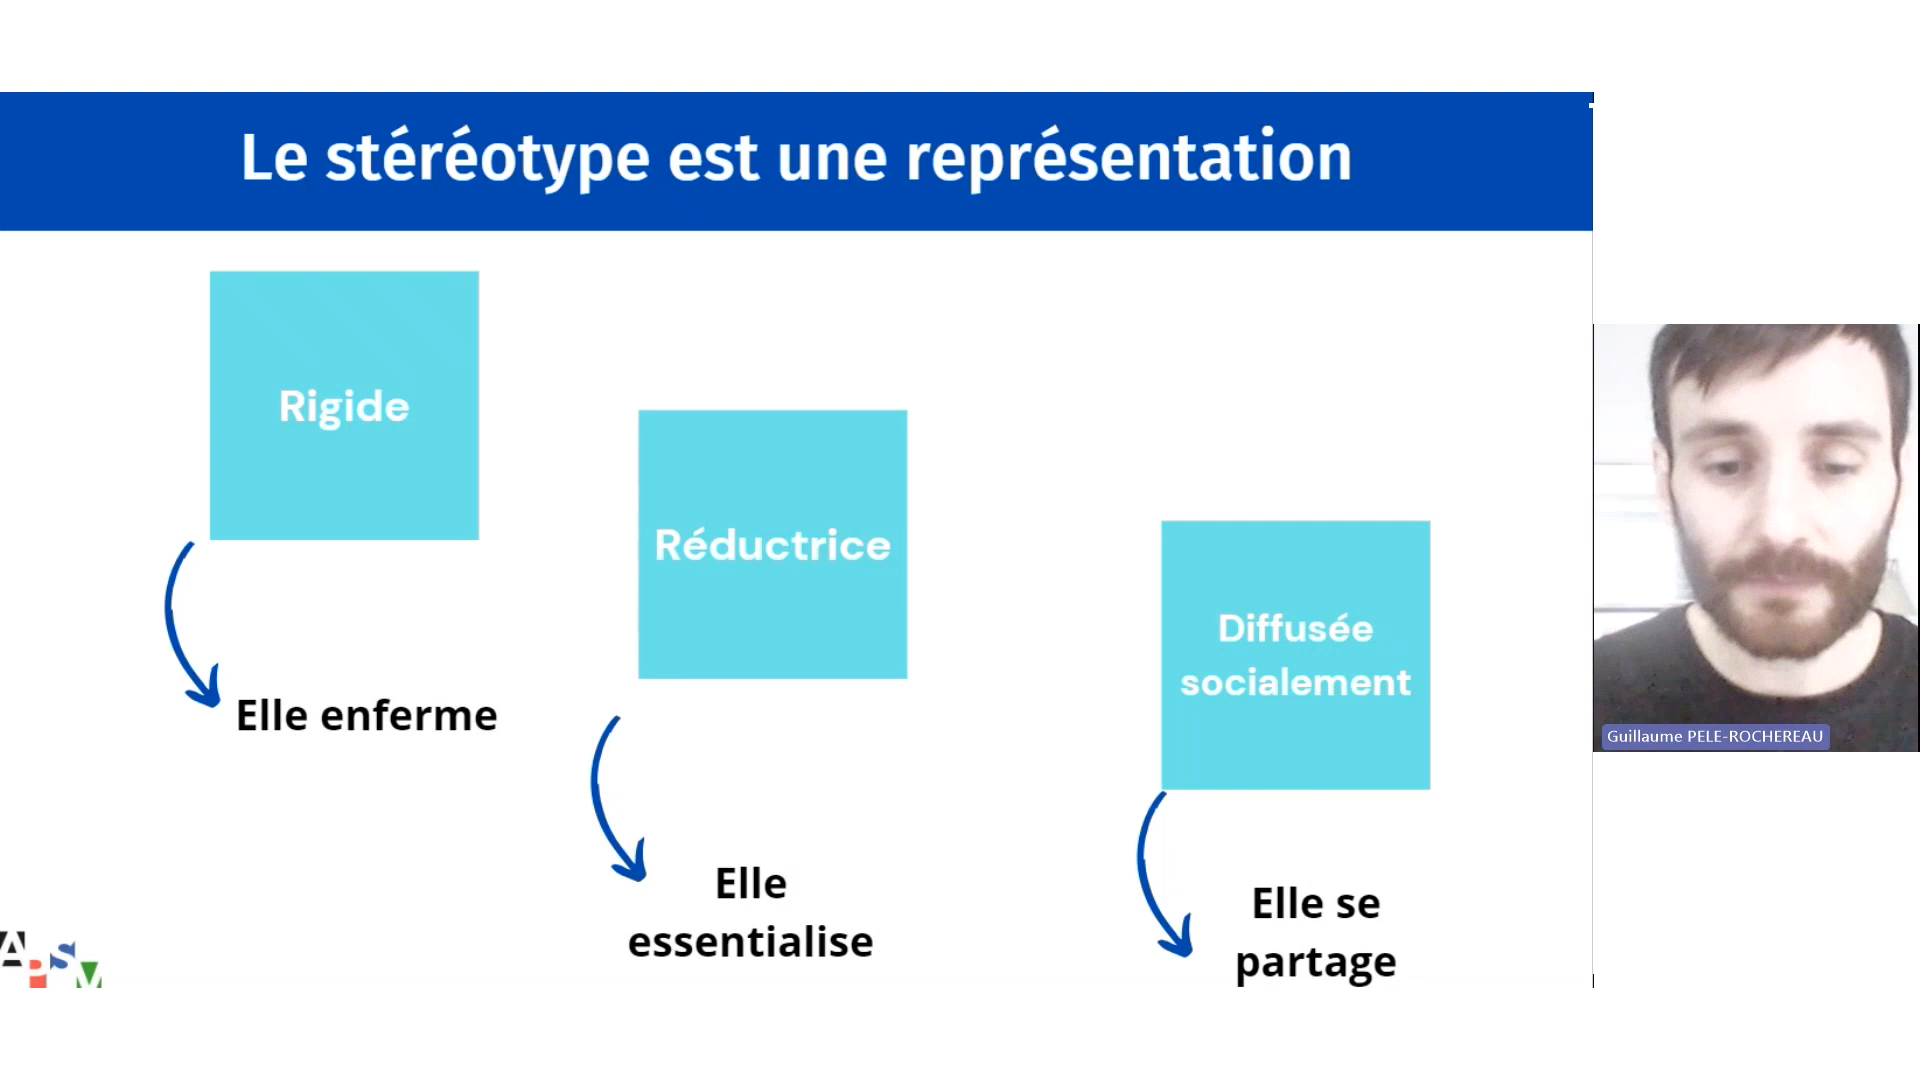 Le stéréotype est une représentation
Rigide
Elle enferme
Réductrice
Elle
essentialise
Diffusée
socialement
Elle se
partage
APSV
Guillaume PELE-ROCHEREAU